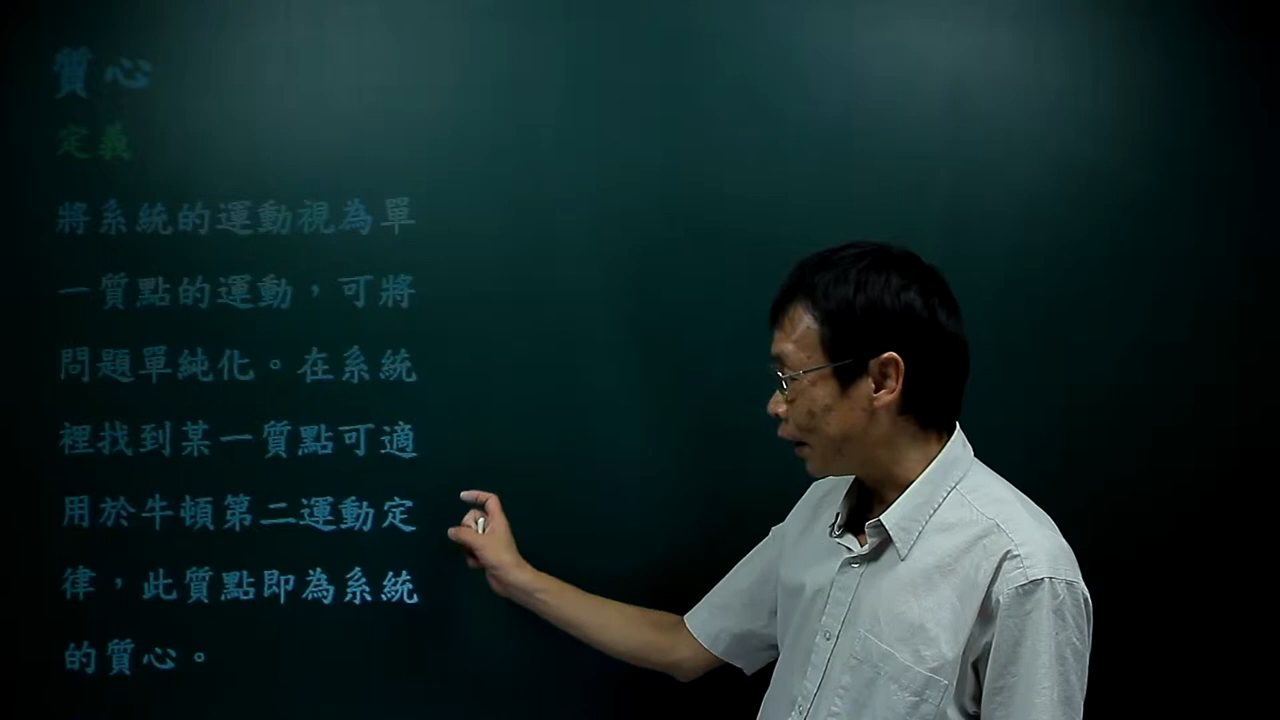 質心
定義
將系統的運動視為單
一質點的運動，可將
問題單純化。在系統
裡找到某一質點可適
用於牛頓第二運動定
律，此質點即為系統
的質心。